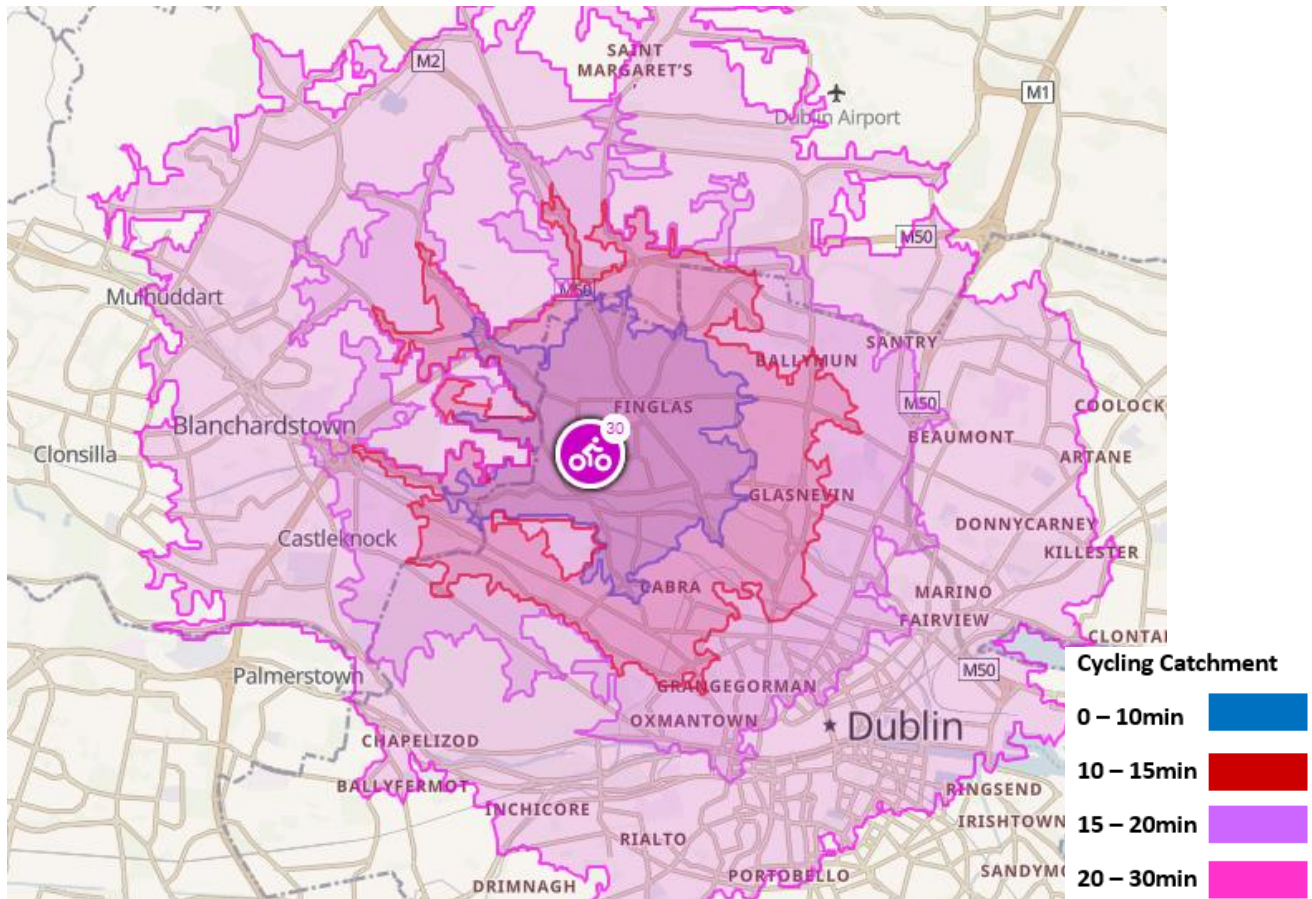 SAINT
MARGARET'S
M2
M1
Dublin Airport
M50
Mulhuddart
M50
SANTRY
BALLYMUN
M50
FINGLAS
COOLOCK
Blanchardstown
30
BEAUMONT
Clonsilla
ARTANE
GLASNEVIN
DONNYCARNEY
Castleknock
KILLESTER
CABRA
MARINO
FAIRVIEW
CLONTA
Palmerstown
M50
GRANGEGORMAN
OXMANTOWN
Dublin
CHAPELIZOD
BALLYFERMOT
RINGSEND
INCHICORE
IRISHTOWN
RIALTO
PORTOBELLO
SANDYMO
DRIMNAGH
Cycling Catchment
0 – 10min
10 – 15min
15 – 20min
20 – 30min